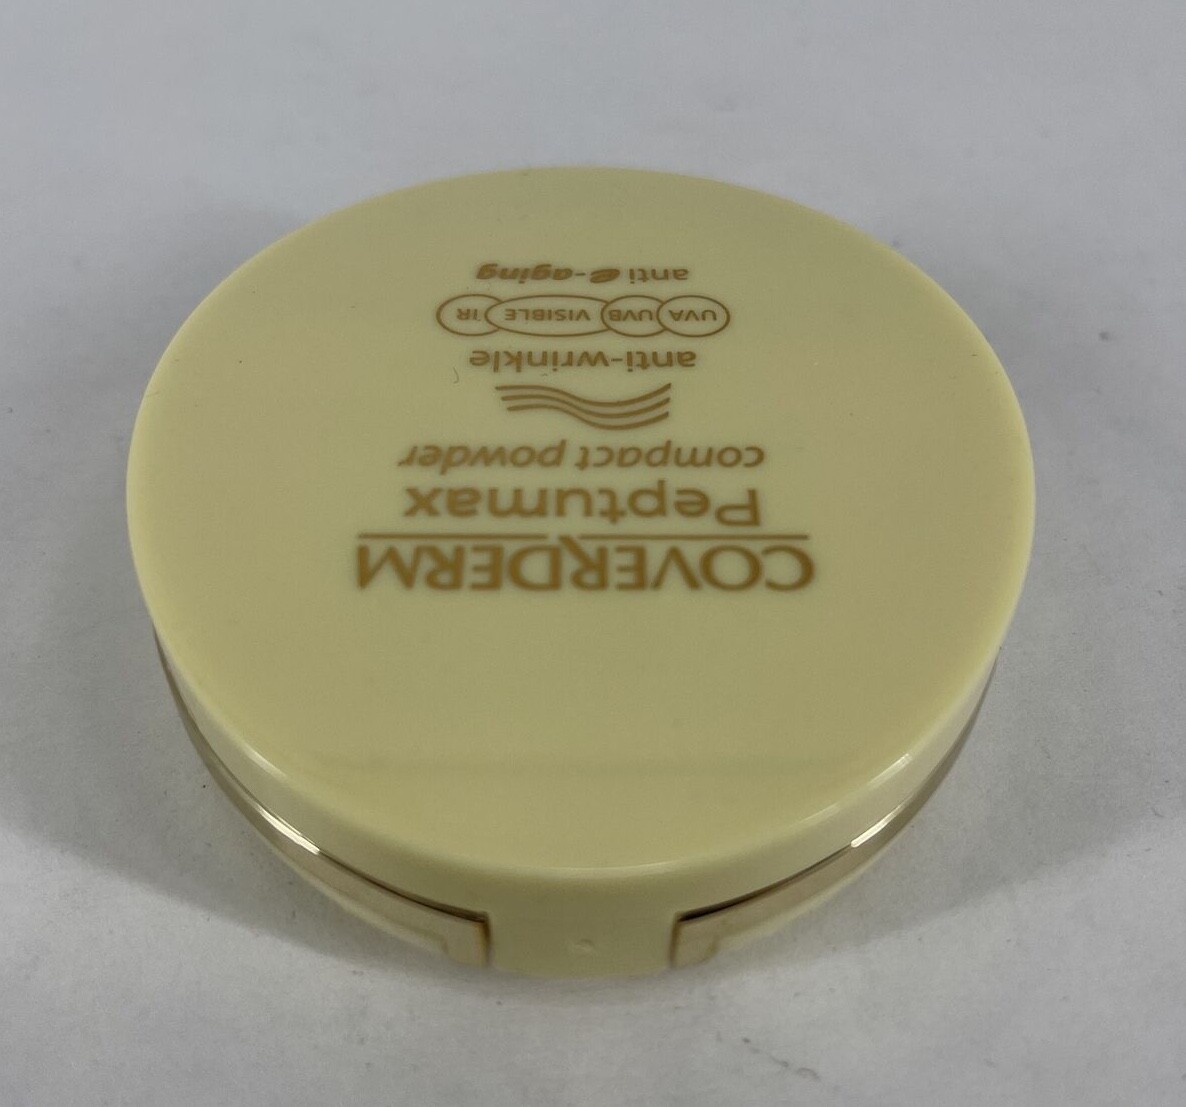 COVERDERM
Peptumax
compact powder
anti-wrinkle
UVA UVB VISIBLE IR
anti e-aging